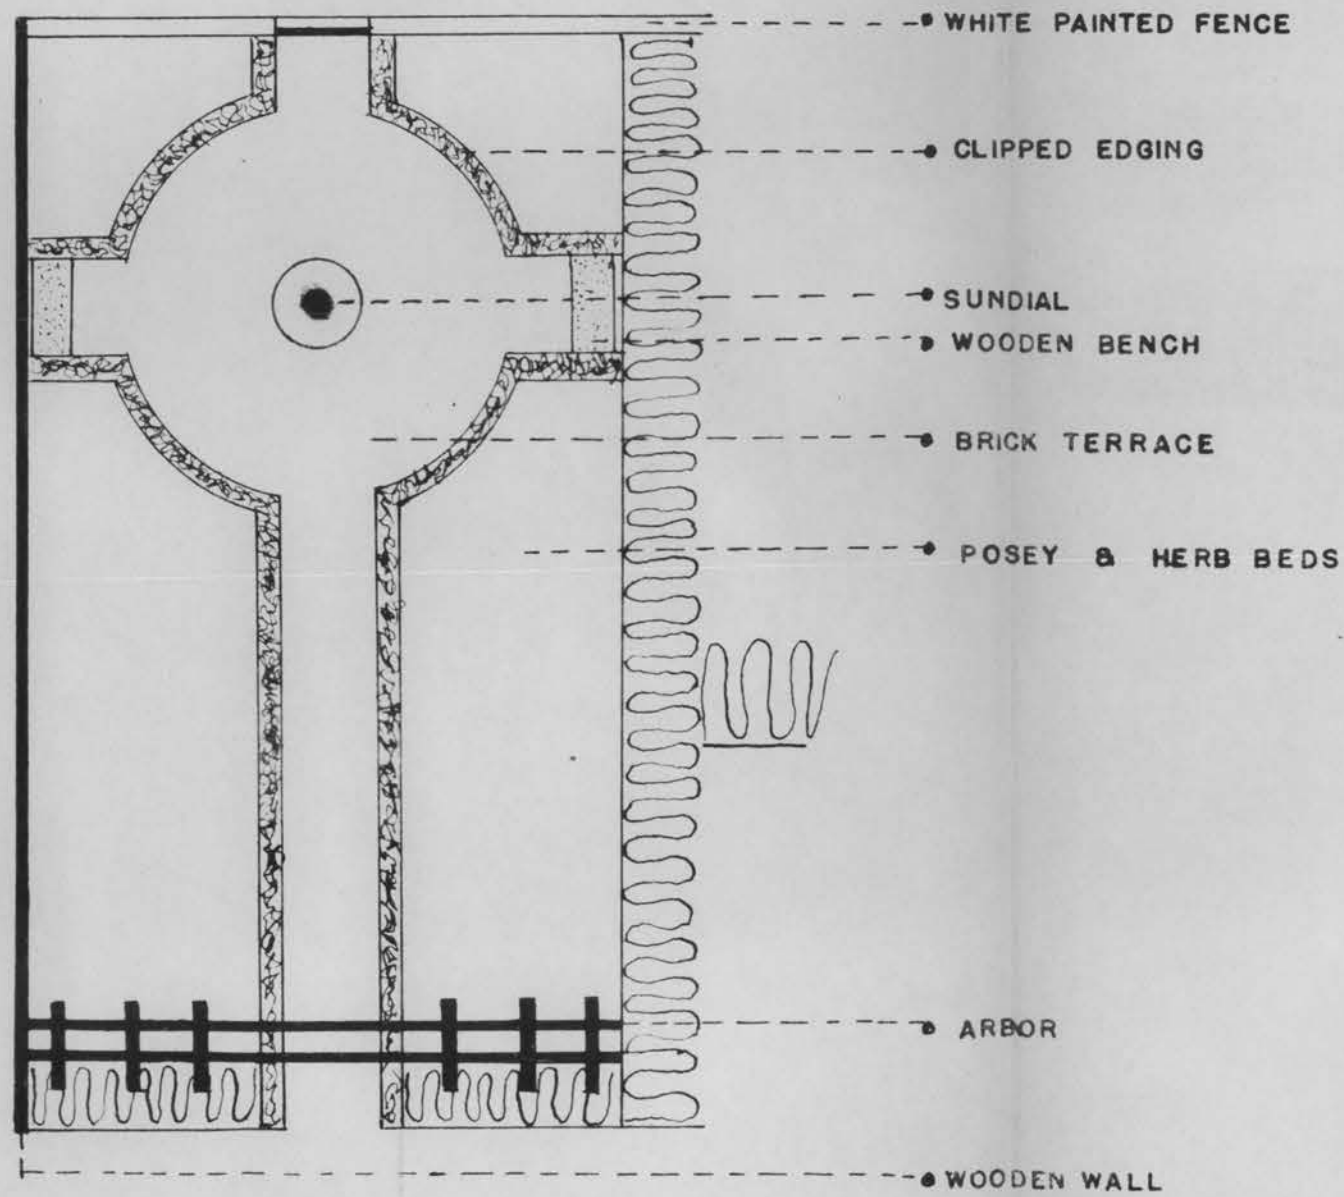 WHITE PAINTED FENCE
CLIPPED EDGING
SUNDIAL
WOODEN BENCH
BRICK TERRACE
POSEY & HERB BEDS
ARBOR
WOODEN WALL